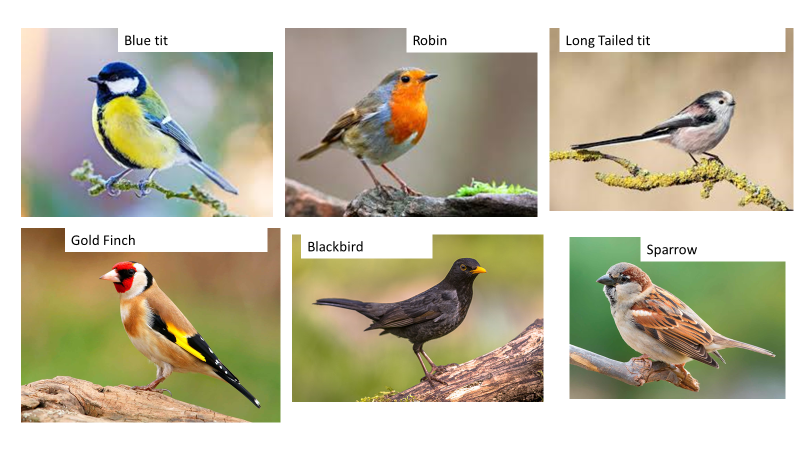 Blue tit
Robin
Long Tailed tit
Gold Finch
Blackbird
Sparrow